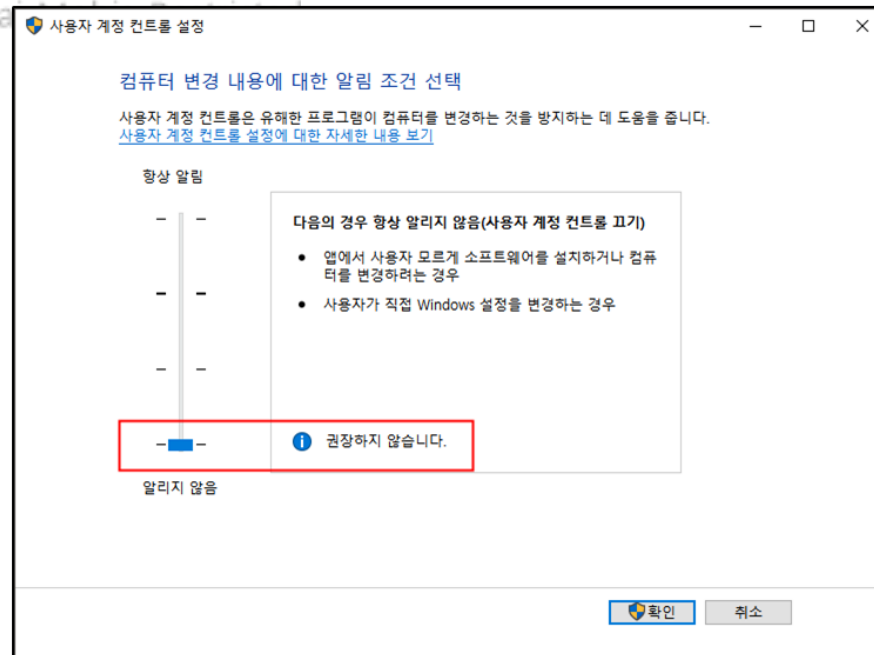 사용자 계정 컨트롤 설정
컴퓨터 변경 내용에 대한 알림 조건 선택
사용자 계정 컨트롤은 유해한 프로그램이 컴퓨터를 변경하는 것을 방지하는 데 도움을 줍니다.
사용자 계정 컨트롤 설정에 대한 자세한 내용 보기
항상 알림
다음의 경우 항상 알리지 않음(사용자 계정 컨트롤 끄기)
● 앱에서 사용자 모르게 소프트웨어를 설치하거나 컴퓨
터를 변경하려는 경우
● 사용자가 직접 Windows 설정을 변경하는 경우
권장하지 않습니다.
알리지 않음
확인
취소